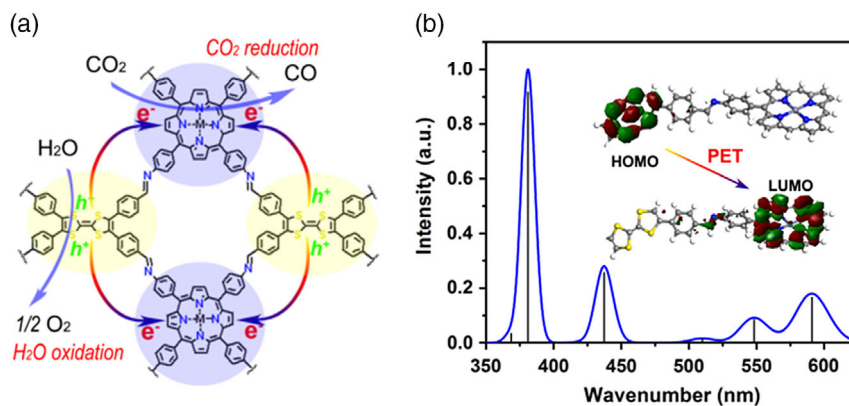 (a)
CO₂ reduction
CO₂
CO
e⁻
e⁻
N
N M N
N
H₂O
N
N
h⁺
h⁺
S S
S S
S S
S S
h⁺
h⁺
N
N
N
N M N
N
e⁻
e⁻
1/2 O₂
H₂O oxidation
(b)
Intensity (a.u.)
1.0
0.8
0.6
0.4
0.2
0.0
HOMO
PET
LUMO
350 400 450 500 550 600
Wavenumber (nm)